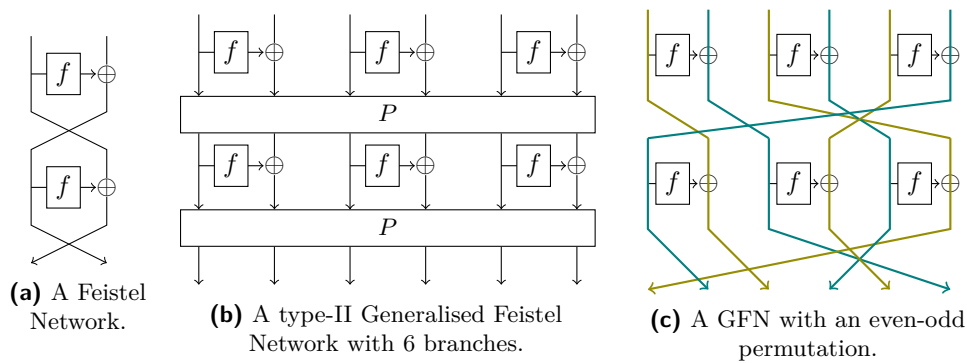 f
f
(a) A Feistel
Network.
f f f
P
f f f
P
(b) A type-II Generalised Feistel
Network with 6 branches.
f f f
f f f
(c) A GFN with an even-odd
permutation.